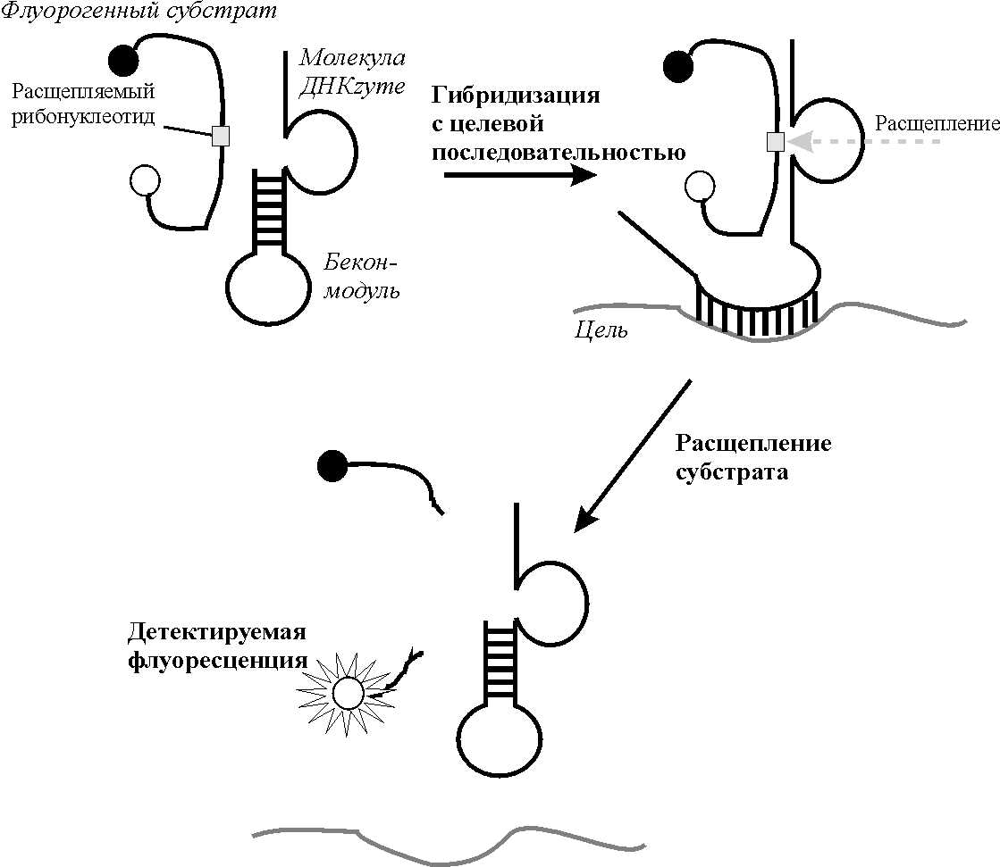 Флуорогенный субстрат
Расщепляемый
рибонуклеотид
Молекула
ДНКzyme
Бекон-
модуль
Гибридизация
с целевой
последовательностью
Расщепление
Цель
Расщепление
субстрата
Детектируемая
флуоресценция